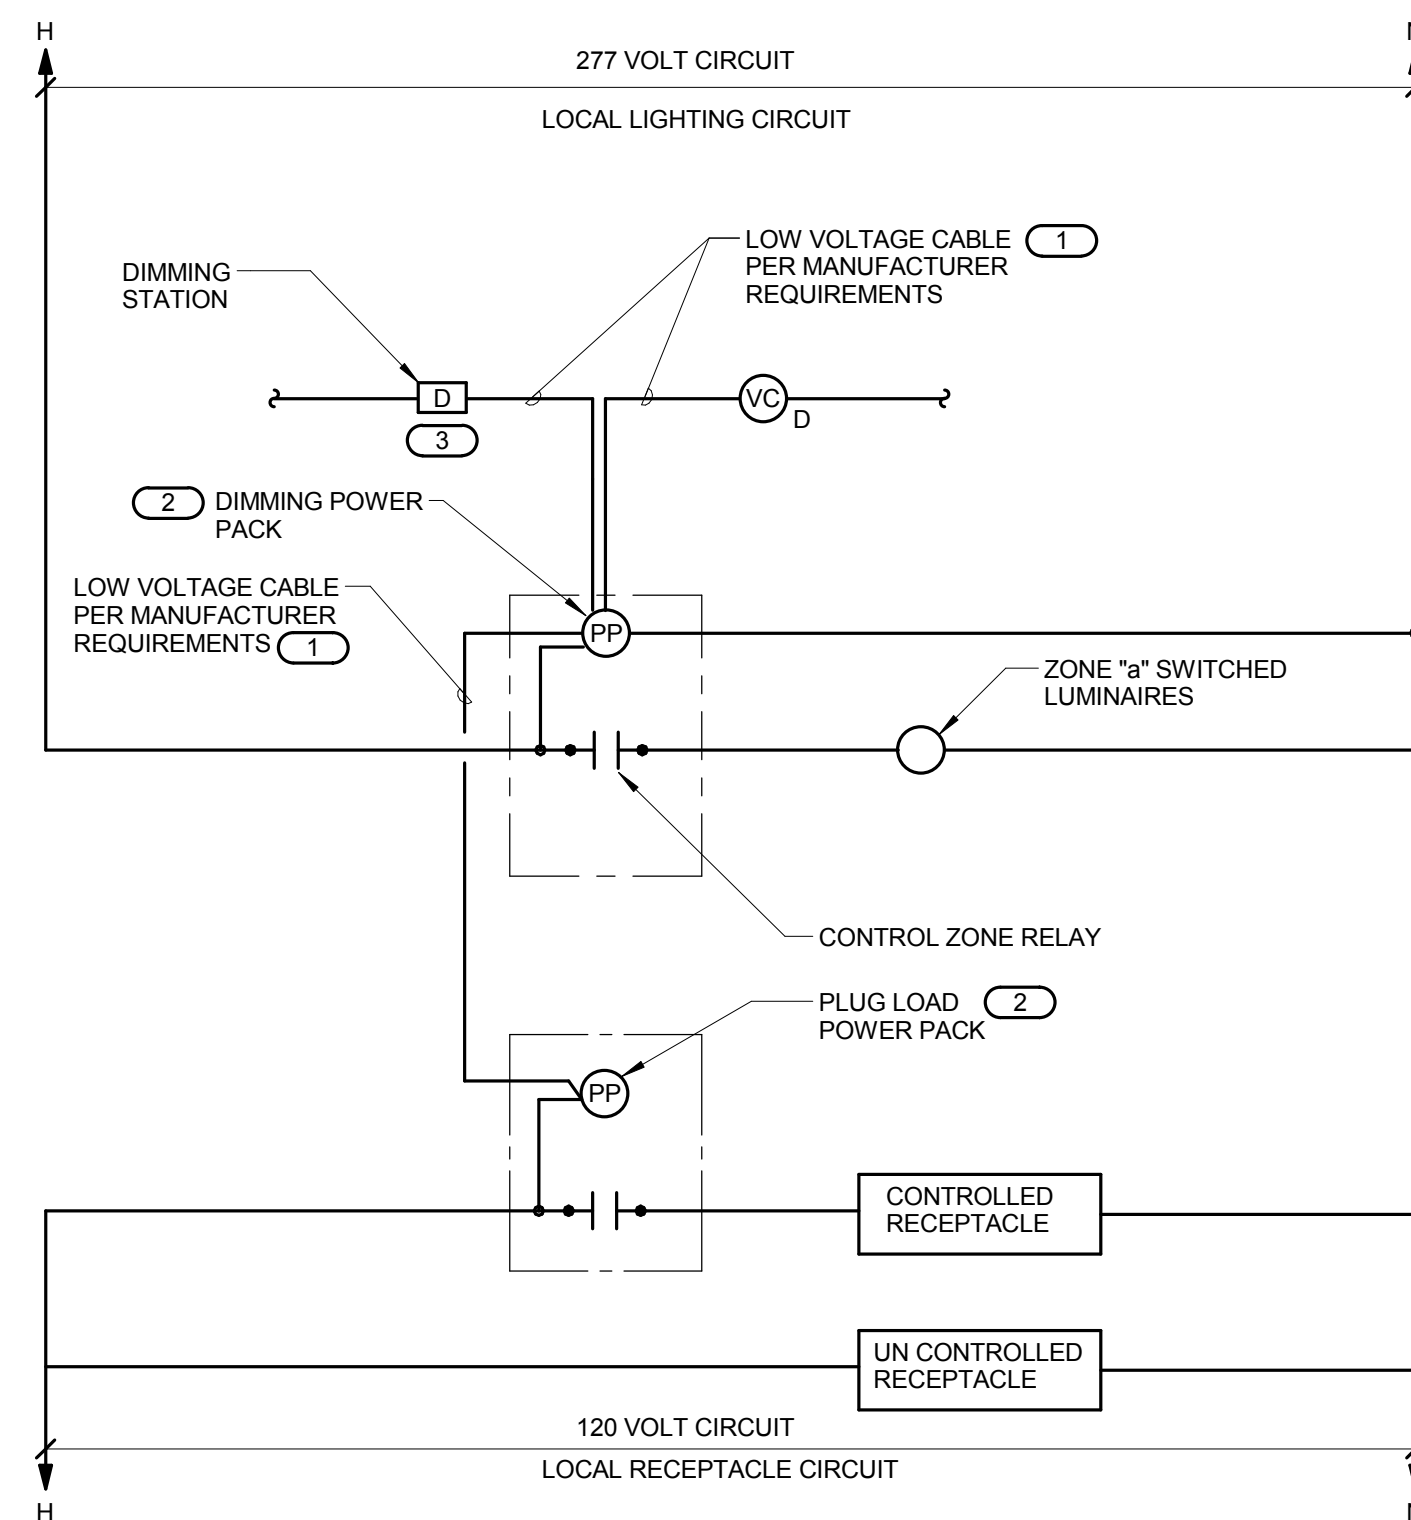 H
277 VOLT CIRCUIT
LOCAL LIGHTING CIRCUIT
LOW VOLTAGE CABLE 1
PER MANUFACTURER
REQUIREMENTS
DIMMING
STATION
D
VC
D
3
2 DIMMING POWER
PACK
LOW VOLTAGE CABLE
PER MANUFACTURER
REQUIREMENTS 1
PP
ZONE "a" SWITCHED
LUMINAIRES
CONTROL ZONE RELAY
PLUG LOAD 2
POWER PACK
PP
CONTROLLED
RECEPTACLE
UN CONTROLLED
RECEPTACLE
120 VOLT CIRCUIT
LOCAL RECEPTACLE CIRCUIT
H